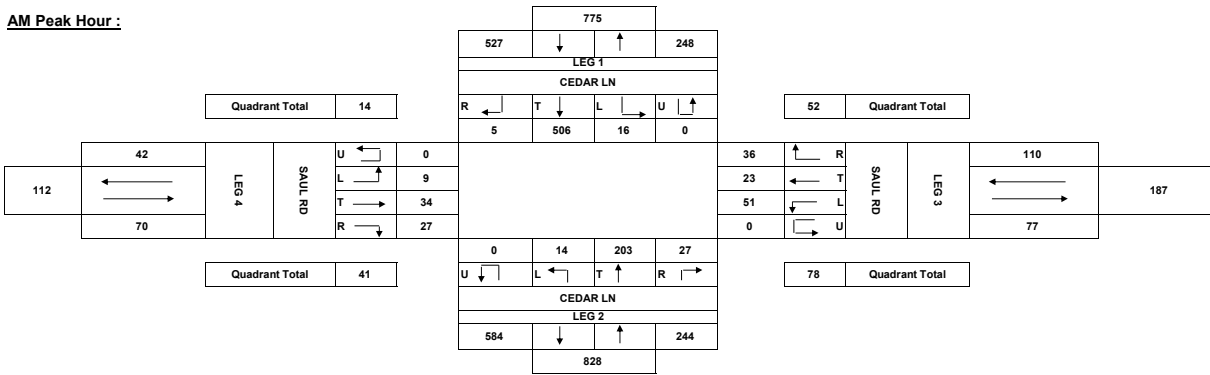 AM Peak Hour :
775
527 248
LEG 1
CEDAR LN
Quadrant Total 14
R T L U
52 Quadrant Total
5 506 16 0
42
U 0
36 R
110
112
LEG 4
SAUL RD
L 9
23 T
SAUL RD
LEG 3
187
T 34
51 L
70
R 27
0 U
77
0 14 203 27
Quadrant Total 41
U L T R
78 Quadrant Total
CEDAR LN
LEG 2
584 244
828